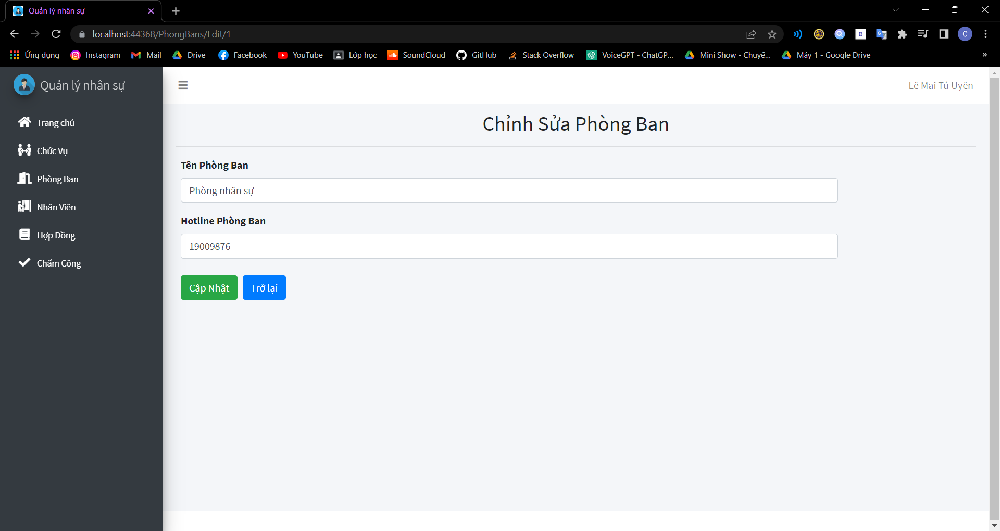 Quản lý nhân sự
localhost:44368/PhongBans/Edit/1
B
C
Ứng dụng
Instagram
Mail
Drive
Facebook
YouTube
Lớp học
SoundCloud
GitHub
Stack Overflow
VoiceGPT - ChatGP...
Mini Show - Chuyế...
Máy 1 - Google Drive
»
Quản lý nhân sự
Lê Mai Tú Uyên
Trang chủ
Chức Vụ
Phòng Ban
Nhân Viên
Hợp Đồng
Chấm Công
Chỉnh Sửa Phòng Ban
Tên Phòng Ban
Phòng nhân sự
Hotline Phòng Ban
19009876
Cập Nhật
Trở lại